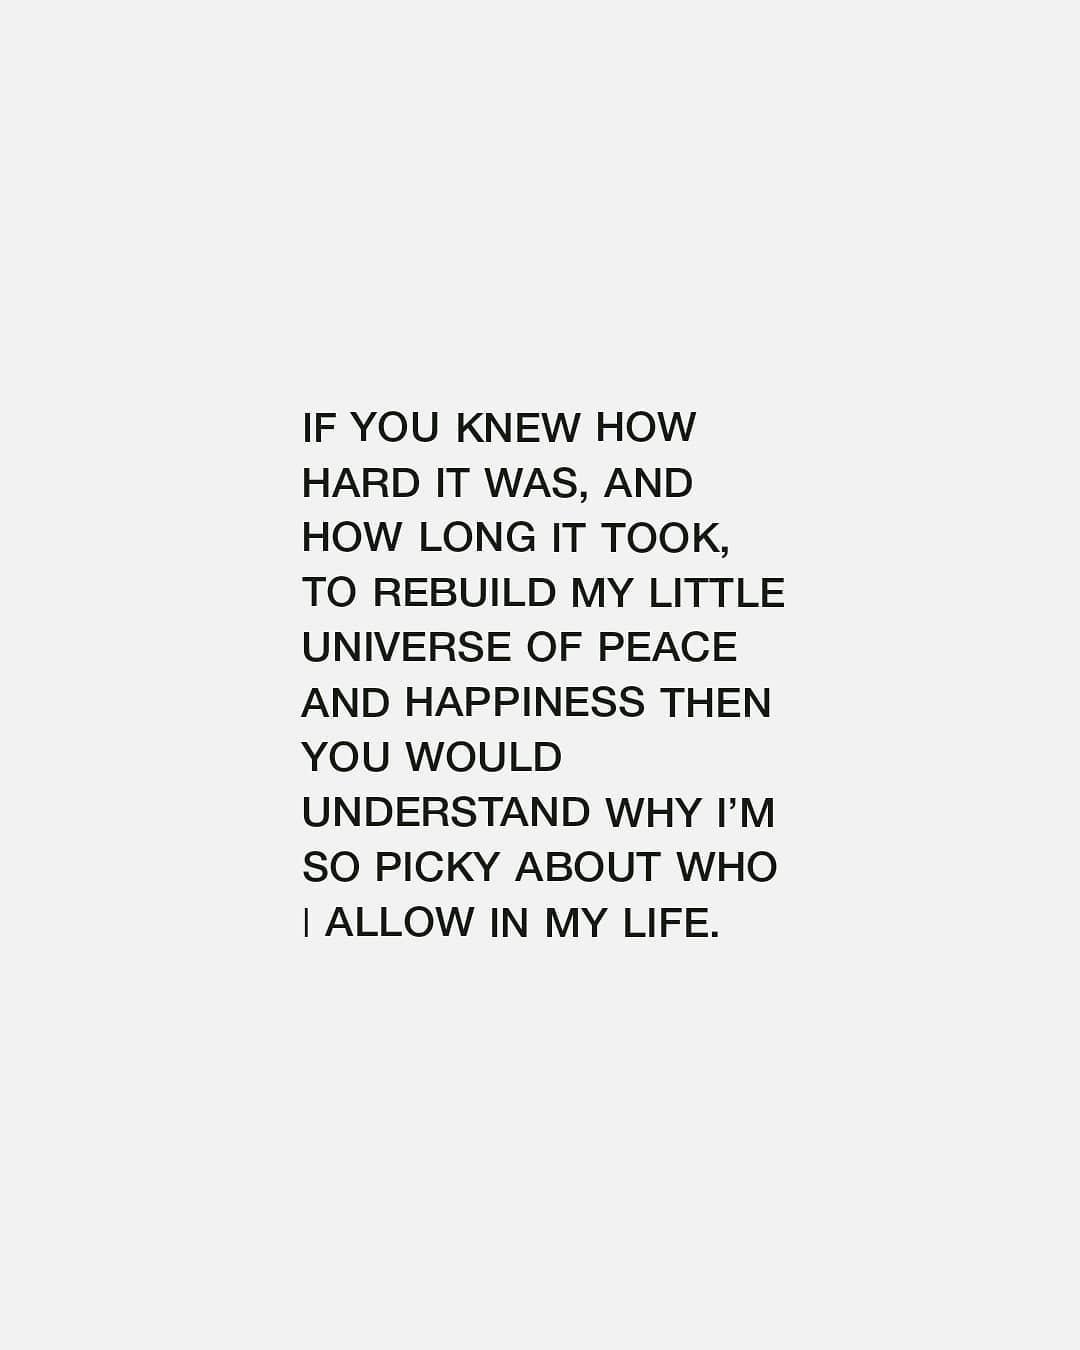 IF YOU KNEW HOW
HARD IT WAS, AND
HOW LONG IT TOOK,
TO REBUILD MY LITTLE
UNIVERSE OF PEACE
AND HAPPINESS THEN
YOU WOULD
UNDERSTAND WHY I’M
SO PICKY ABOUT WHO
I ALLOW IN MY LIFE.